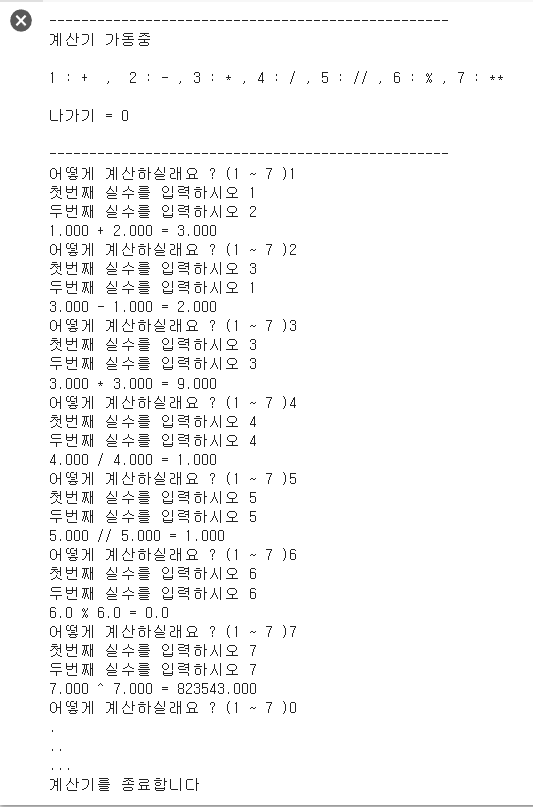 --------------------------------------------------
계산기 가동중
1 : +  ,  2 : - , 3 : * , 4 : / , 5 : // , 6 : % , 7 : **
나가기 = 0
--------------------------------------------------
어떻게 계산하실래요 ? (1 ~ 7 )1
첫번째 실수를 입력하시오 1
두번째 실수를 입력하시오 2
1.000 + 2.000 = 3.000
어떻게 계산하실래요 ? (1 ~ 7 )2
첫번째 실수를 입력하시오 3
두번째 실수를 입력하시오 1
3.000 - 1.000 = 2.000
어떻게 계산하실래요 ? (1 ~ 7 )3
첫번째 실수를 입력하시오 3
두번째 실수를 입력하시오 3
3.000 * 3.000 = 9.000
어떻게 계산하실래요 ? (1 ~ 7 )4
첫번째 실수를 입력하시오 4
두번째 실수를 입력하시오 4
4.000 / 4.000 = 1.000
어떻게 계산하실래요 ? (1 ~ 7 )5
첫번째 실수를 입력하시오 5
두번째 실수를 입력하시오 5
5.000 // 5.000 = 1.000
어떻게 계산하실래요 ? (1 ~ 7 )6
첫번째 실수를 입력하시오 6
두번째 실수를 입력하시오 6
6.0 % 6.0 = 0.0
어떻게 계산하실래요 ? (1 ~ 7 )7
첫번째 실수를 입력하시오 7
두번째 실수를 입력하시오 7
7.000 ^ 7.000 = 823543.000
어떻게 계산하실래요 ? (1 ~ 7 )0
.
..
...
계산기를 종료합니다